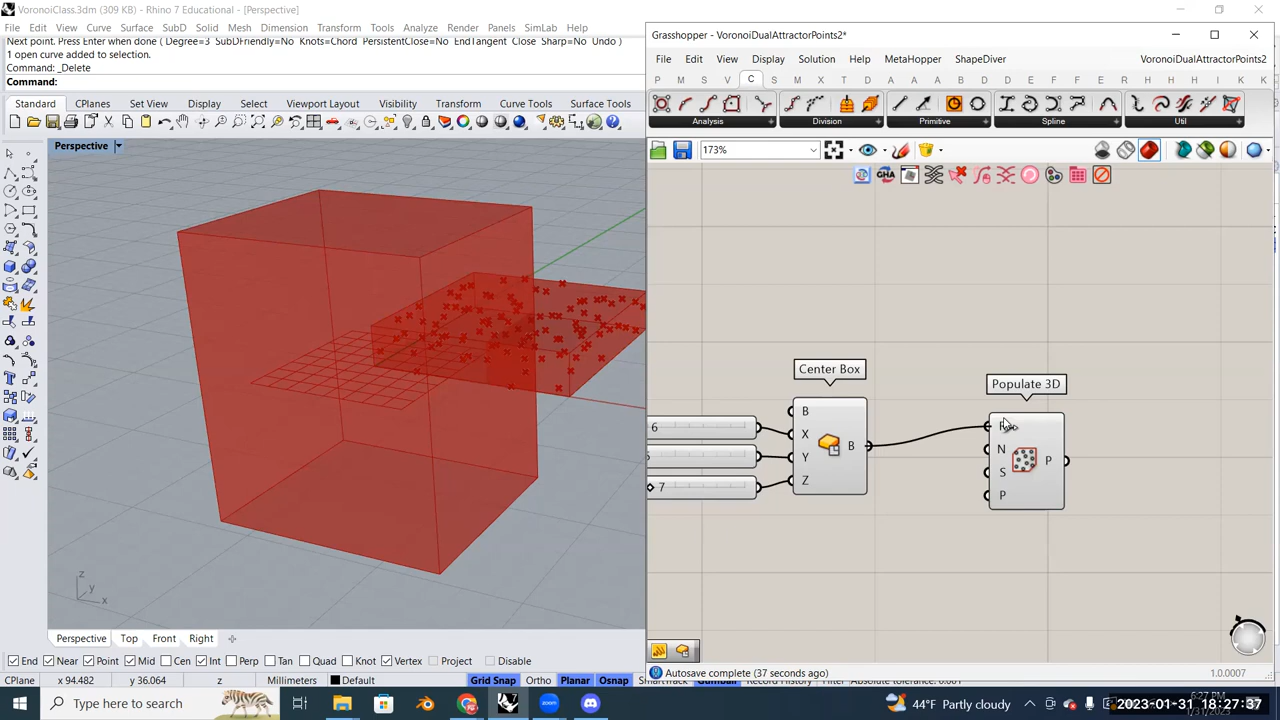 VoronoiClass.3dm (309 KB) - Rhino 7 Educational - [Perspective]
File Edit View Curve Surface SubD Solid Mesh Dimension Transform Tools Analyze Render Panels SimLab Help
Next point. Press Enter when done ( Degree=3 SubDFriendly=No Knots=Chord PersistentClose=No EndTangent Close Sharp=No Undo )
1 open curve added to selection.
Command: _Delete
Command:
Standard CPlanes Set View Display Select Viewport Layout Visibility Transform Curve Tools Surface Tools
Perspective
z
y
x
Perspective Top Front Right
End Near Point Mid Cen Int Perp Tan Quad Knot Vertex Project Disable
CPlane x 94.482 y 36.064 z Millimeters Default Grid Snap Ortho Planar Osnap SmartTrack Gumball Record History
Grasshopper - VoronoiDualAttractorPoints2*
File Edit View Display Solution Help MetaHopper ShapeDiver VoronoiDualAttractorPoints2*
P M S V C S M X T D A K L B F D D H L E K K E K
Analysis Division Primitive Spline Util
173%
Center Box
B
X
Y
Z
B
6
7
Populate 3D
N
S
P
P
Autosave complete (37 seconds ago)
1.0.0007
Type here to search
44°F Partly cloudy
2023-01-31 18:27:37